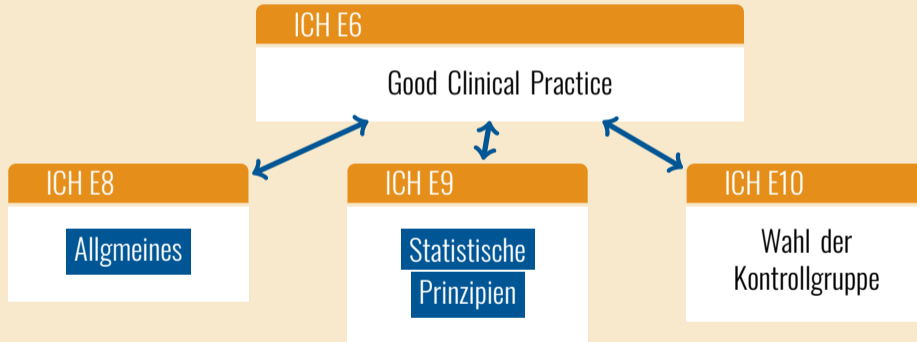 ICH E6
Good Clinical Practice
ICH E8
Allgmeines
ICH E9
Statistische
Prinzipien
ICH E10
Wahl der
Kontrollgruppe